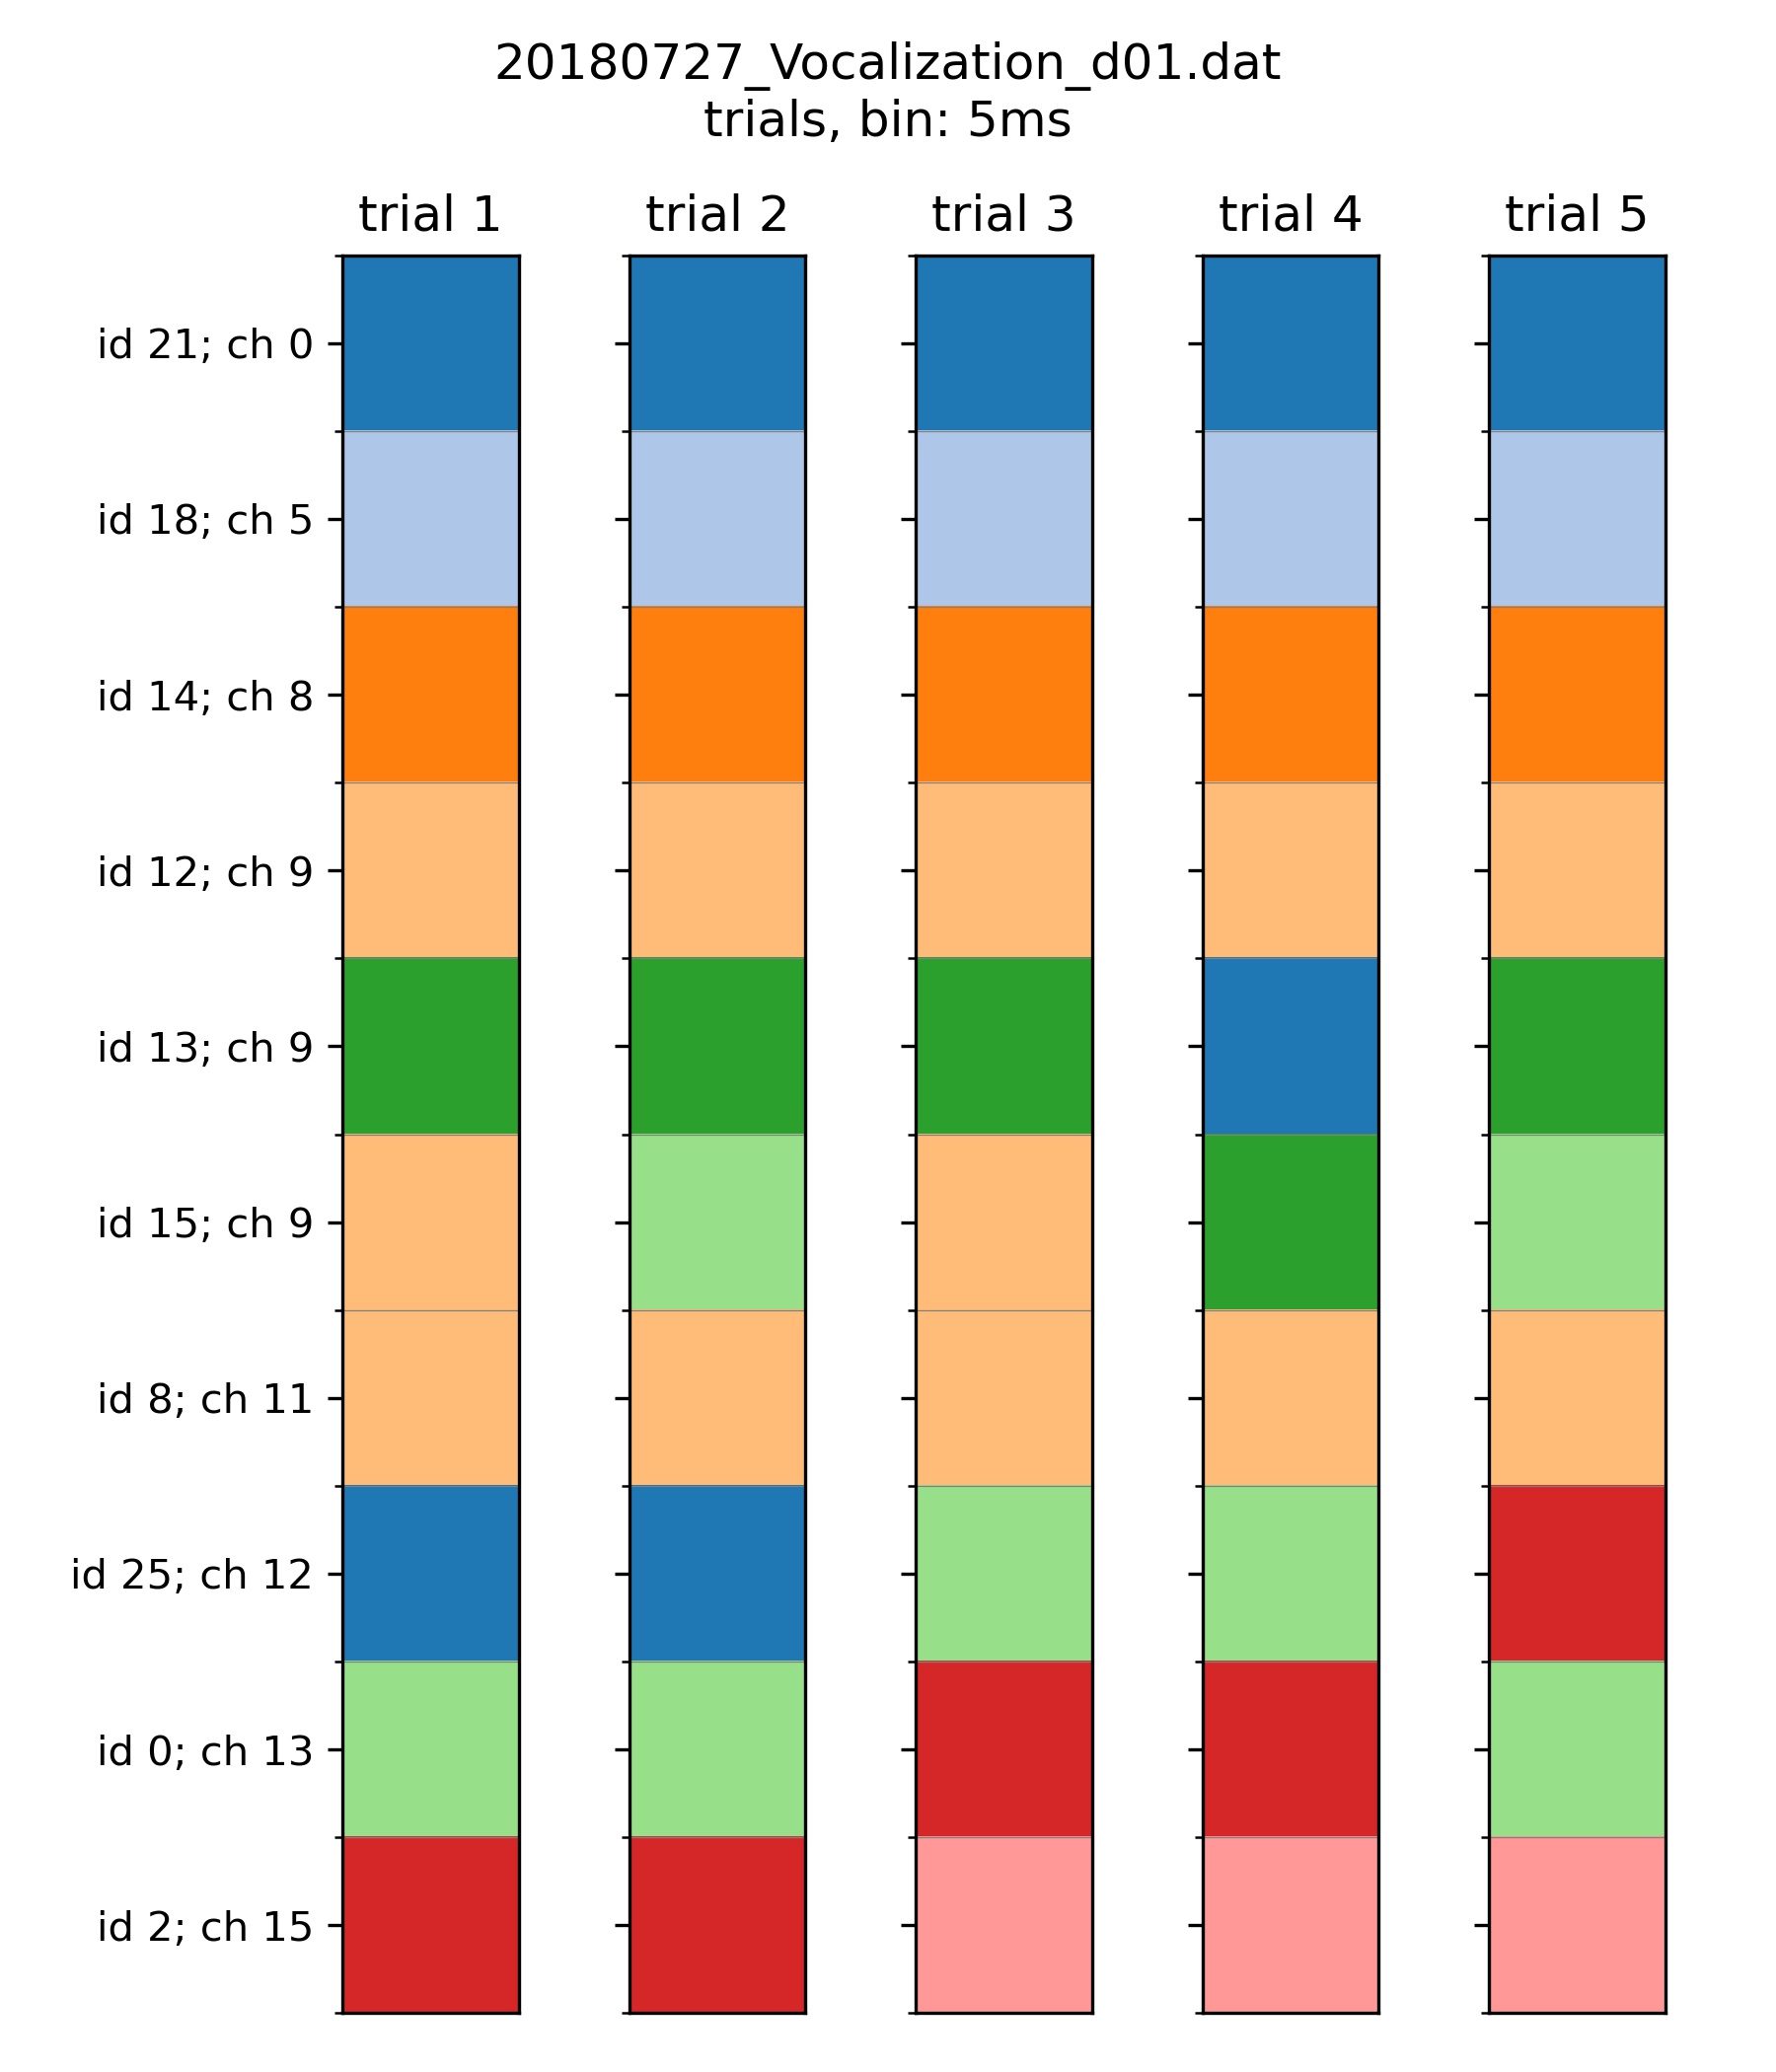 20180727_Vocalization_d01.dat
trials, bin: 5ms
trial 1 trial 2 trial 3 trial 4 trial 5
id 21; ch 0
id 18; ch 5
id 14; ch 8
id 12; ch 9
id 13; ch 9
id 15; ch 9
id 8; ch 11
id 25; ch 12
id 0; ch 13
id 2; ch 15